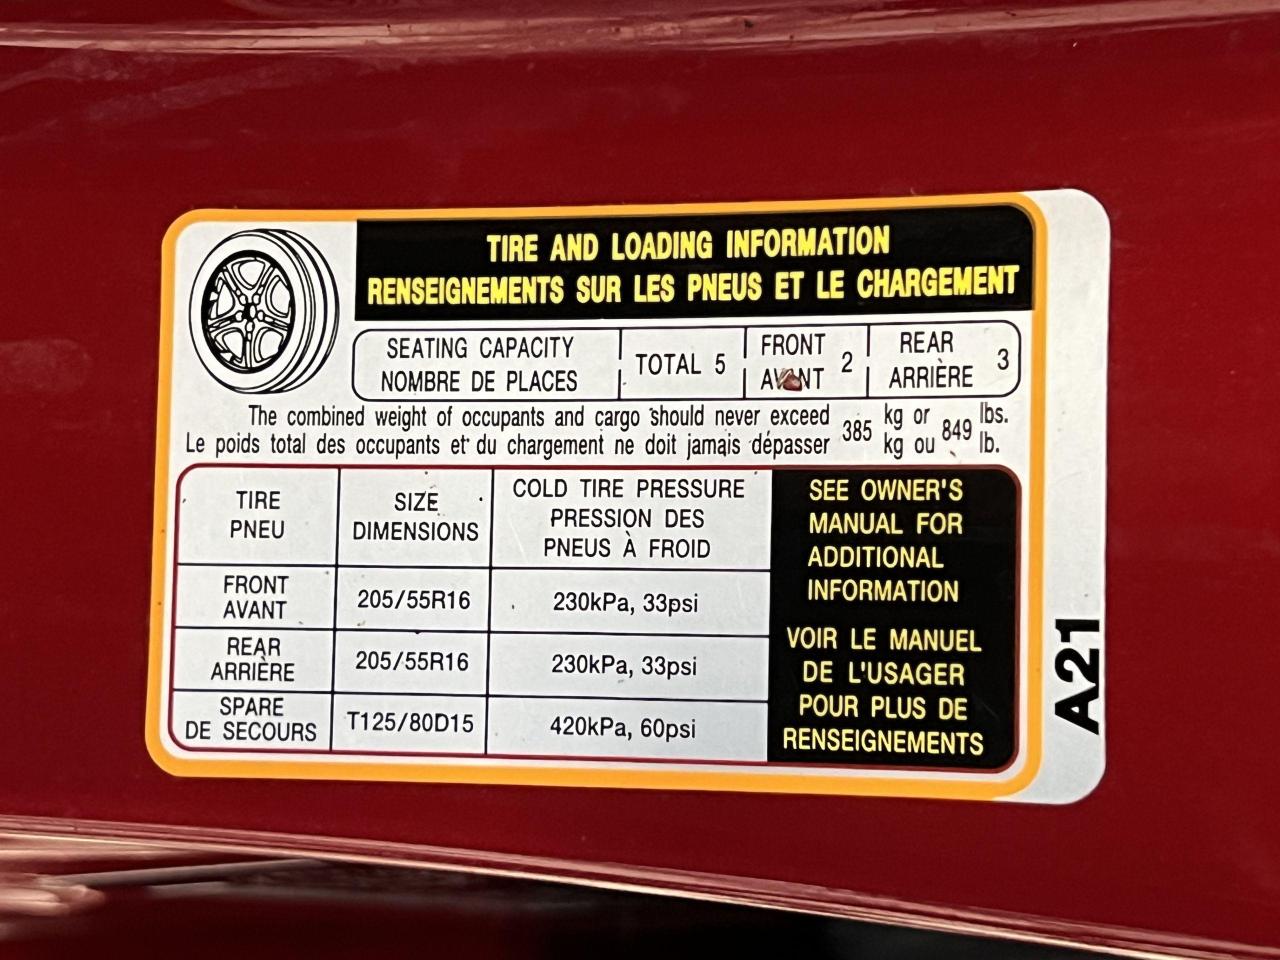 TIRE AND LOADING INFORMATION
RENSEIGNEMENTS SUR LES PNEUS ET LE CHARGEMENT
SEATING CAPACITY
NOMBRE DE PLACES
TOTAL 5
FRONT
AVANT
2
REAR
ARRIÈRE
3
The combined weight of occupants and cargo should never exceed 385 kg or 849 lbs.
Le poids total des occupants et du chargement ne doit jamais dépasser 385 kg ou 849 lb.
TIRE
PNEU
SIZE
DIMENSIONS
COLD TIRE PRESSURE
PRESSION DES
PNEUS À FROID
FRONT
AVANT
205/55R16
230kPa, 33psi
REAR
ARRIÈRE
205/55R16
230kPa, 33psi
SPARE
DE SECOURS
T125/80D15
420kPa, 60psi
SEE OWNER'S
MANUAL FOR
ADDITIONAL
INFORMATION
VOIR LE MANUEL
DE L'USAGER
POUR PLUS DE
RENSEIGNEMENTS
A21